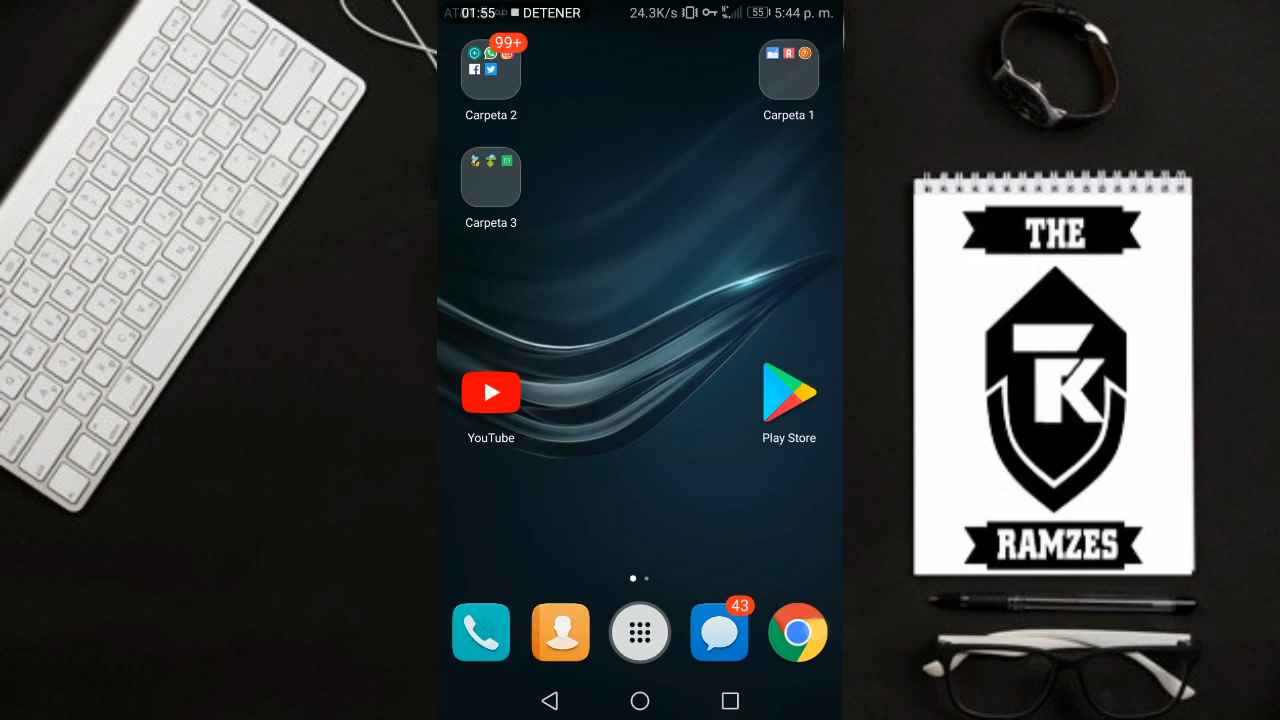 01:55 DETENER 24.3K/s 55 5:44 p. m.
99+
Carpeta 2
Carpeta 1
Carpeta 3
YouTube
Play Store
43
THE
TK
RAMZES